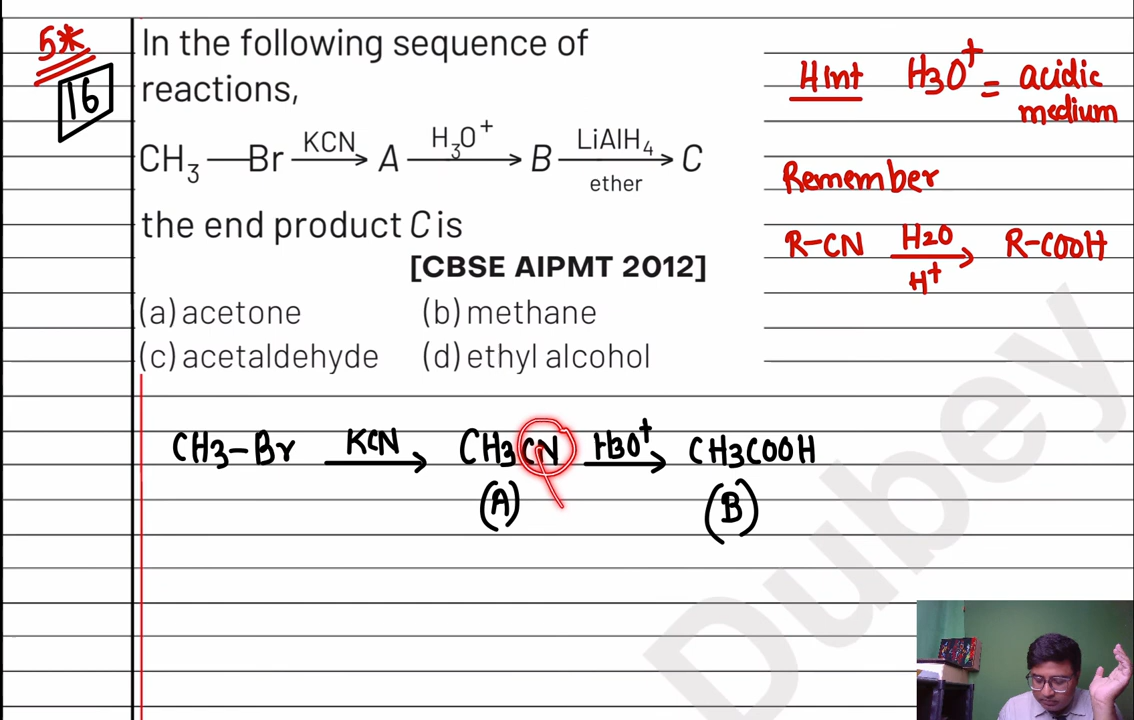 5*
16
In the following sequence of
reactions,
CH₃—Br —KCN→ A —H₃O⁺→ B —LiAlH₄/ether→ C
the end product C is
[CBSE AIPMT 2012]
(a) acetone (b) methane
(c) acetaldehyde (d) ethyl alcohol
Hint H3O⁺ = acidic
medium
Remember
R-CN —H2O/H⁺→ R-COOH
CH3-Br —KCN→ CH3CN —H3O⁺→ CH3COOH
(A) (B)
Dubey